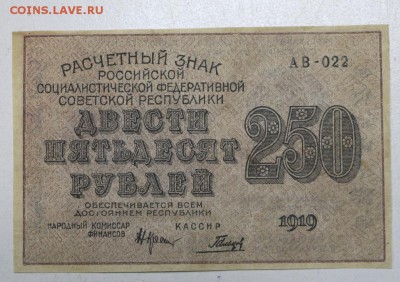 COINS.LAVE.RU
РАСЧЕТНЫЙ ЗНАК
АВ-022
РОССИЙСКОЙ
СОЦИАЛИСТИЧЕСКОЙ ФЕДЕРАТИВНОЙ
СОВЕТСКОЙ РЕСПУБЛИКИ
ДВЕСТИ
ПЯТЬДЕСЯТ
РУБЛЕЙ
250
ОБЕСПЕЧИВАЕТСЯ ВСЕМ
ДОСТОЯНИЕМ РЕСПУБЛИКИ
1919
НАРОДНЫЙ КОМИССАР
ФИНАНСОВ
КАССИР